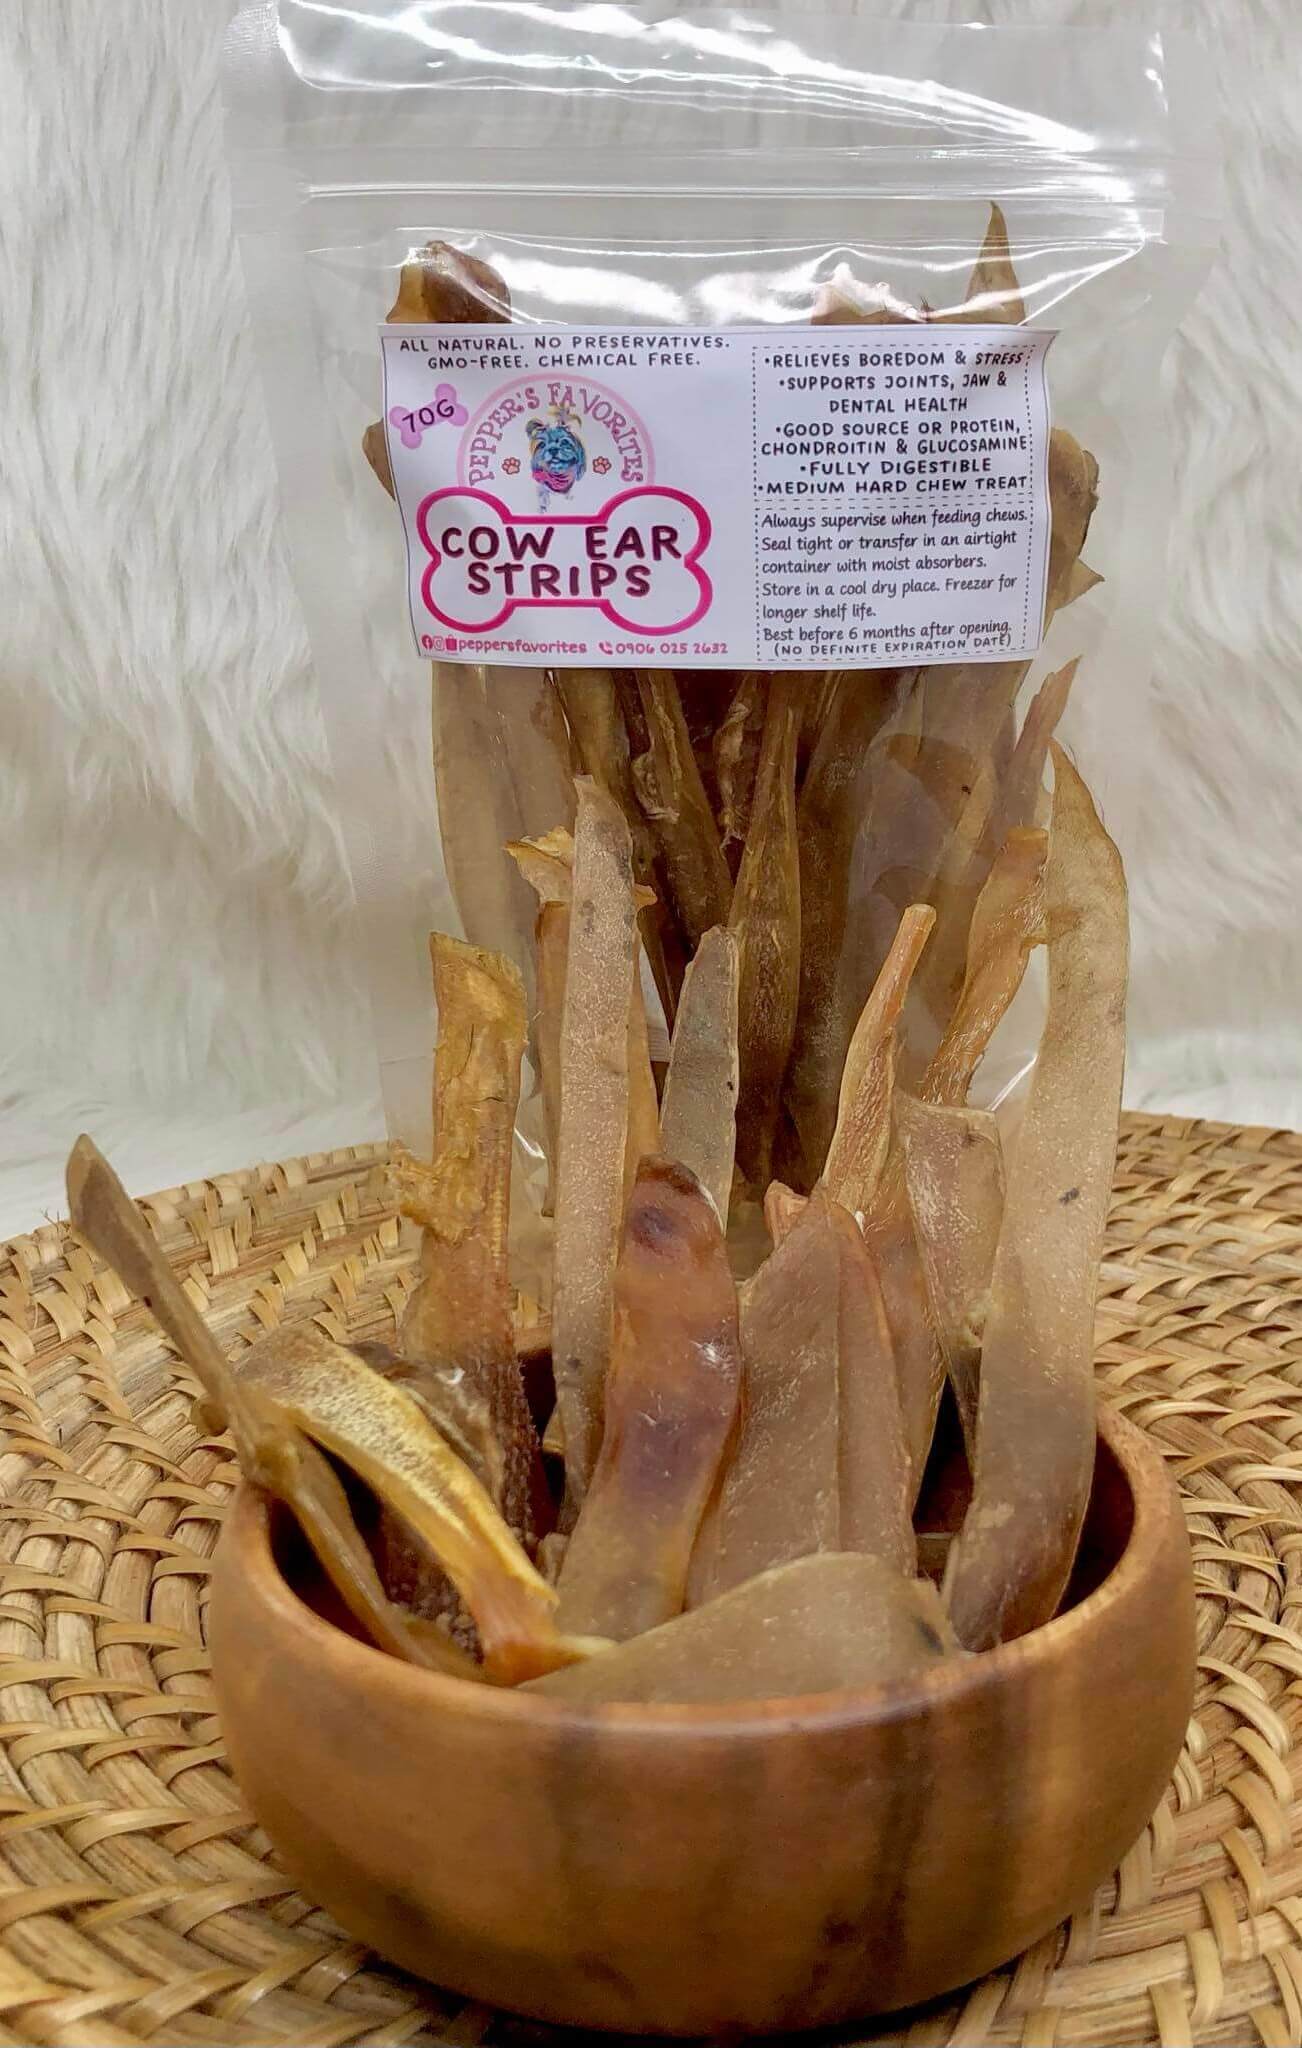 ALL NATURAL. NO PRESERVATIVES.
GMO-FREE. CHEMICAL FREE.
70G
PEPPER'S FAVORITES
COW EAR
STRIPS
peppersfavorites 0906 025 2632
•RELIEVES BOREDOM & STRESS
•SUPPORTS JOINTS, JAW &
DENTAL HEALTH
•GOOD SOURCE OR PROTEIN,
CHONDROITIN & GLUCOSAMINE
•FULLY DIGESTIBLE
•MEDIUM HARD CHEW TREAT
Always supervise when feeding chews.
Seal tight or transfer in an airtight
container with moist absorbers.
Store in a cool dry place. Freezer for
longer shelf life.
Best before 6 months after opening.
(NO DEFINITE EXPIRATION DATE)